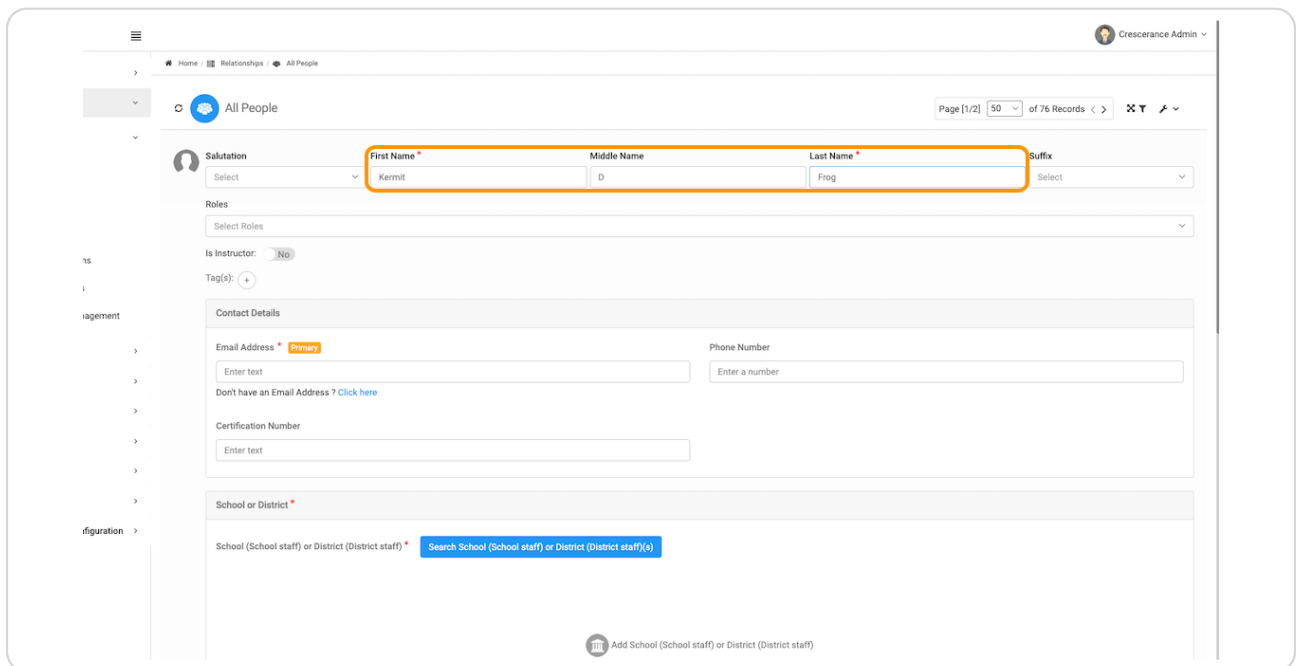 Crescerance Admin
Home / Relationships / All People
All People
Page [1/2] 50 of 76 Records
Salutation First Name * Middle Name Last Name * Suffix
Select Kermit D Frog Select
Roles
Select Roles
Is Instructor: No
ns
Tag(s): +
s
nagement
Contact Details
Email Address * Primary Phone Number
Enter text Enter a number
Don't have an Email Address ? Click here
Certification Number
Enter text
School or District *
nfiguration
School (School staff) or District (District staff) * Search School (School staff) or District (District staff)(s)
Add School (School staff) or District (District staff)